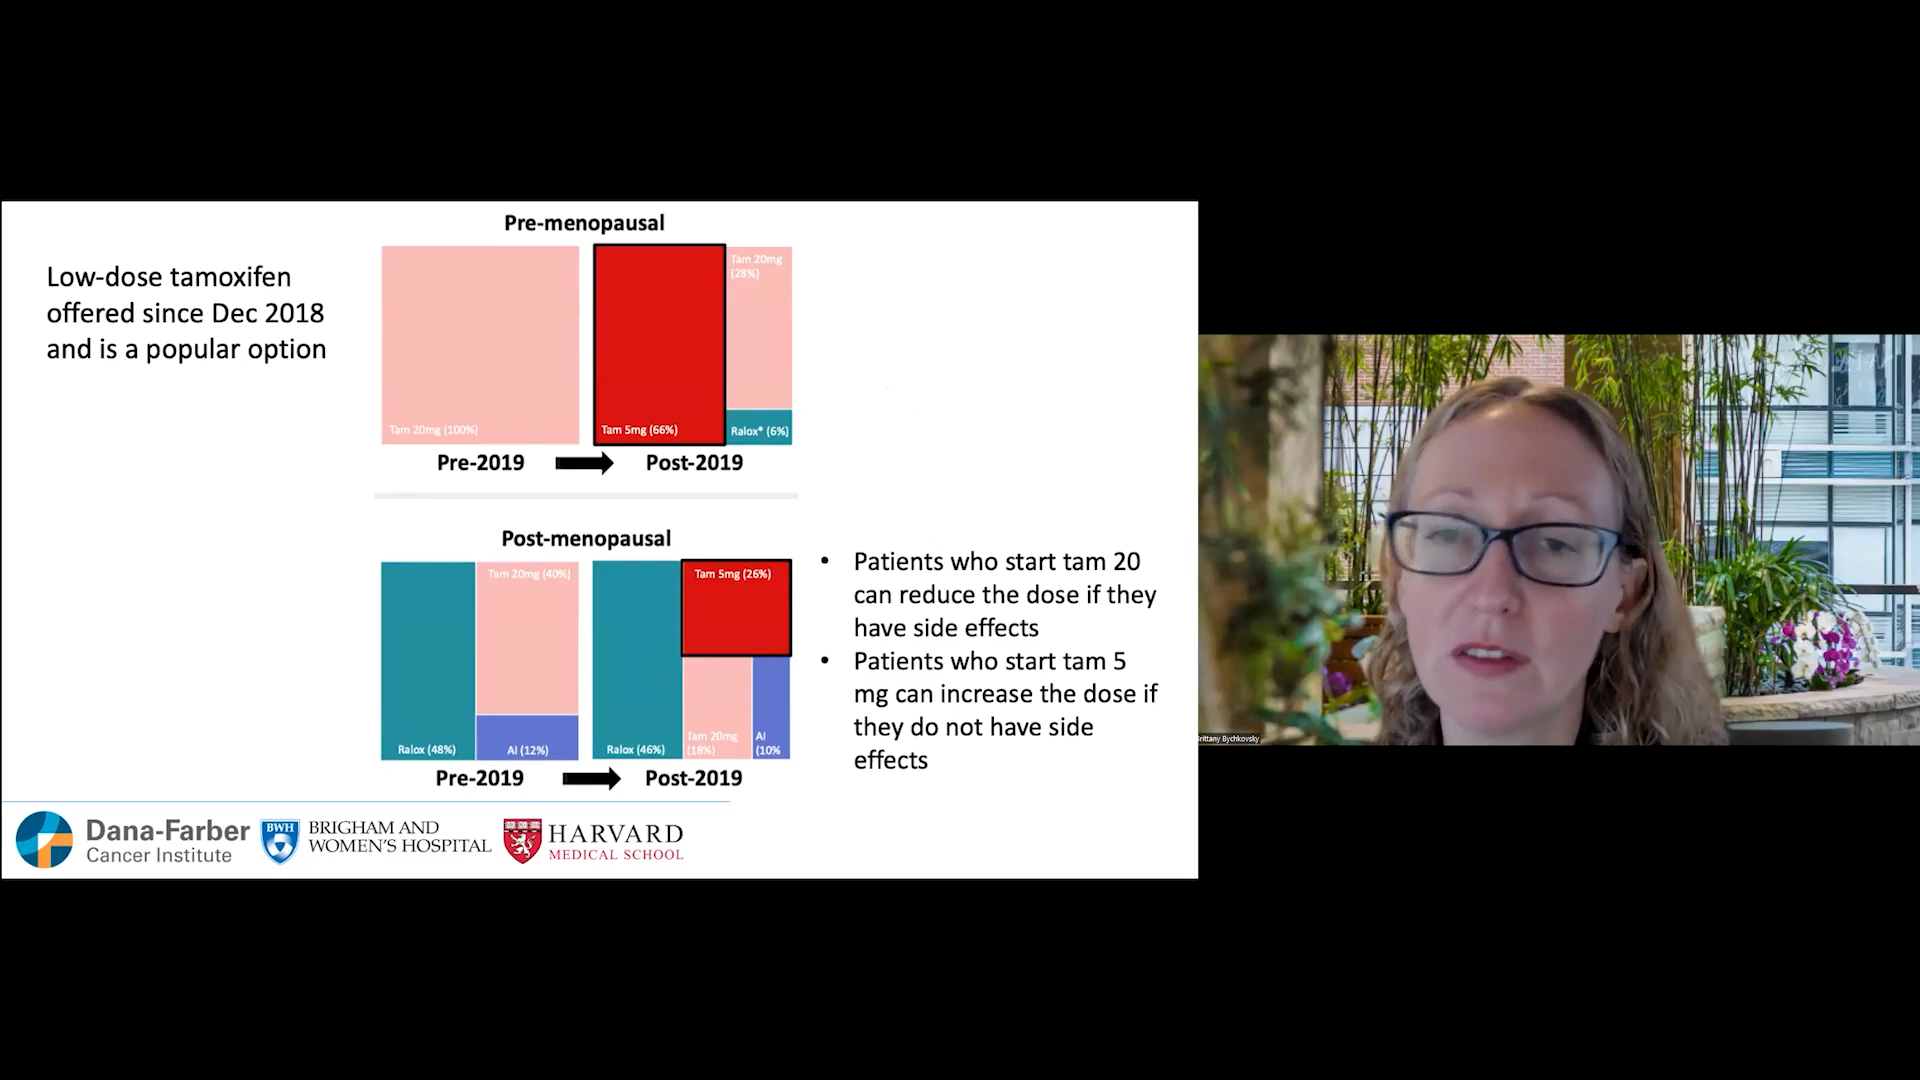 Low-dose tamoxifen
offered since Dec 2018
and is a popular option
Pre-menopausal
Tam 20mg (100%)
Tam 5mg (66%)
Tam 20mg
(28%)
Ralox* (6%)
Pre-2019
Post-2019
Post-menopausal
Ralox (48%)
Tam 20mg (40%)
AI (12%)
Ralox (46%)
Tam 5mg (26%)
Tam 20mg
(18%)
AI
(10%
Pre-2019
Post-2019
• Patients who start tam 20
can reduce the dose if they
have side effects
• Patients who start tam 5
mg can increase the dose if
they do not have side
effects
Dana-Farber
Cancer Institute
BWH
BRIGHAM AND
WOMEN'S HOSPITAL
HARVARD
MEDICAL SCHOOL
Brittany Bychkovsky